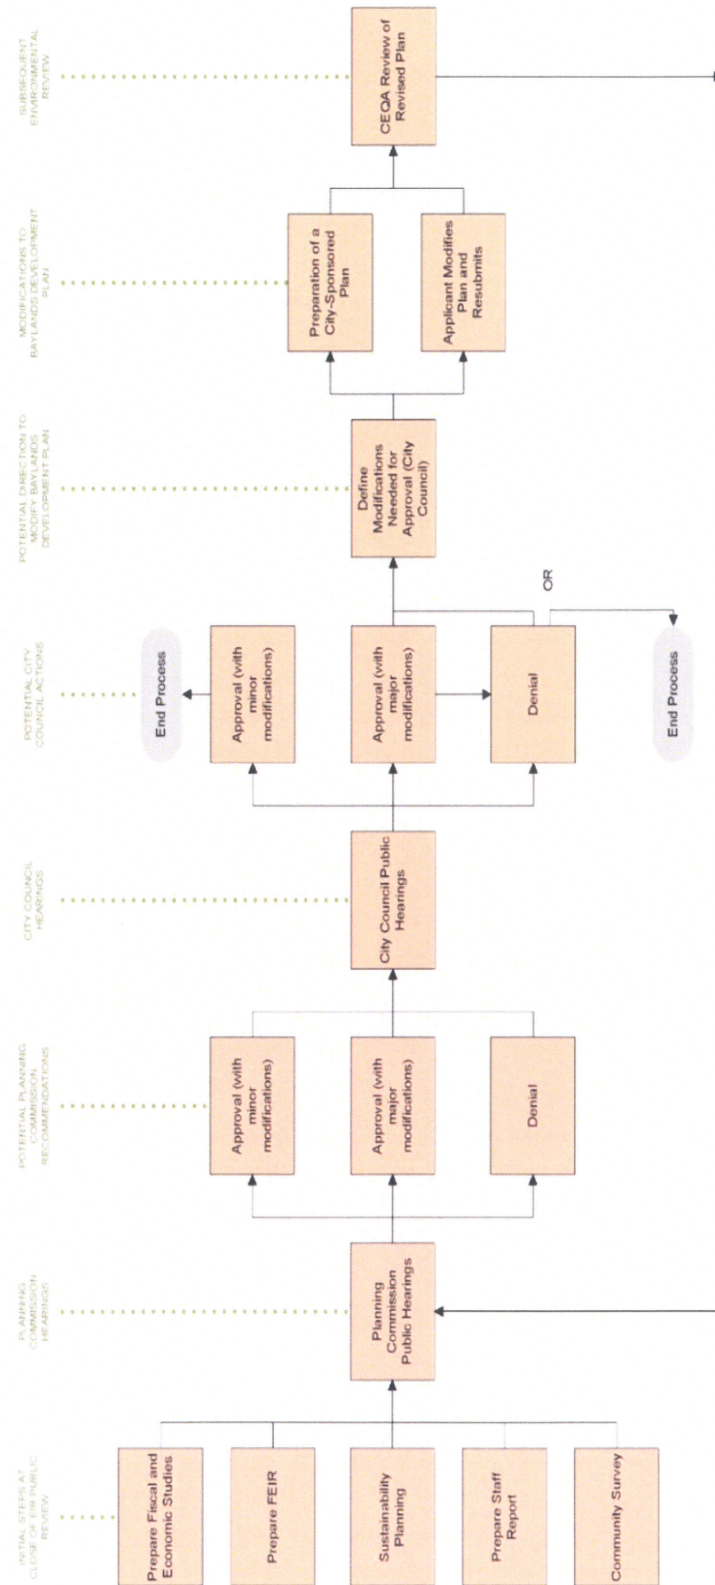 INITIAL STEPS AT
CLOSE OF EIR PUBLIC
REVIEW
PLANNING
COMMISSION
HEARINGS
POTENTIAL PLANNING
COMMISSION
RECOMMENDATIONS
CITY COUNCIL
HEARINGS
POTENTIAL CITY
COUNCIL ACTIONS
POTENTIAL DIRECTION TO
MODIFY BAYLANDS
DEVELOPMENT PLAN
MODIFICATIONS TO
BAYLANDS DEVELOPMENT
PLAN
SUBSEQUENT
ENVIRONMENTAL
REVIEW
Prepare Fiscal and
Economic Studies
Prepare FEIR
Sustainability
Planning
Prepare Staff
Report
Community Survey
Planning
Commission
Public Hearings
Approval (with
minor
modifications)
Approval (with
major
modifications)
Denial
City Council Public
Hearings
End Process
Approval (with
minor
modifications)
Approval (with
major
modifications)
Denial
OR
End Process
Define
Modifications
Needed for
Approval (City
Council)
Preparation of a
City-Sponsored
Plan
Applicant Modifies
Plan and
Resubmits
CEQA Review of
Revised Plan